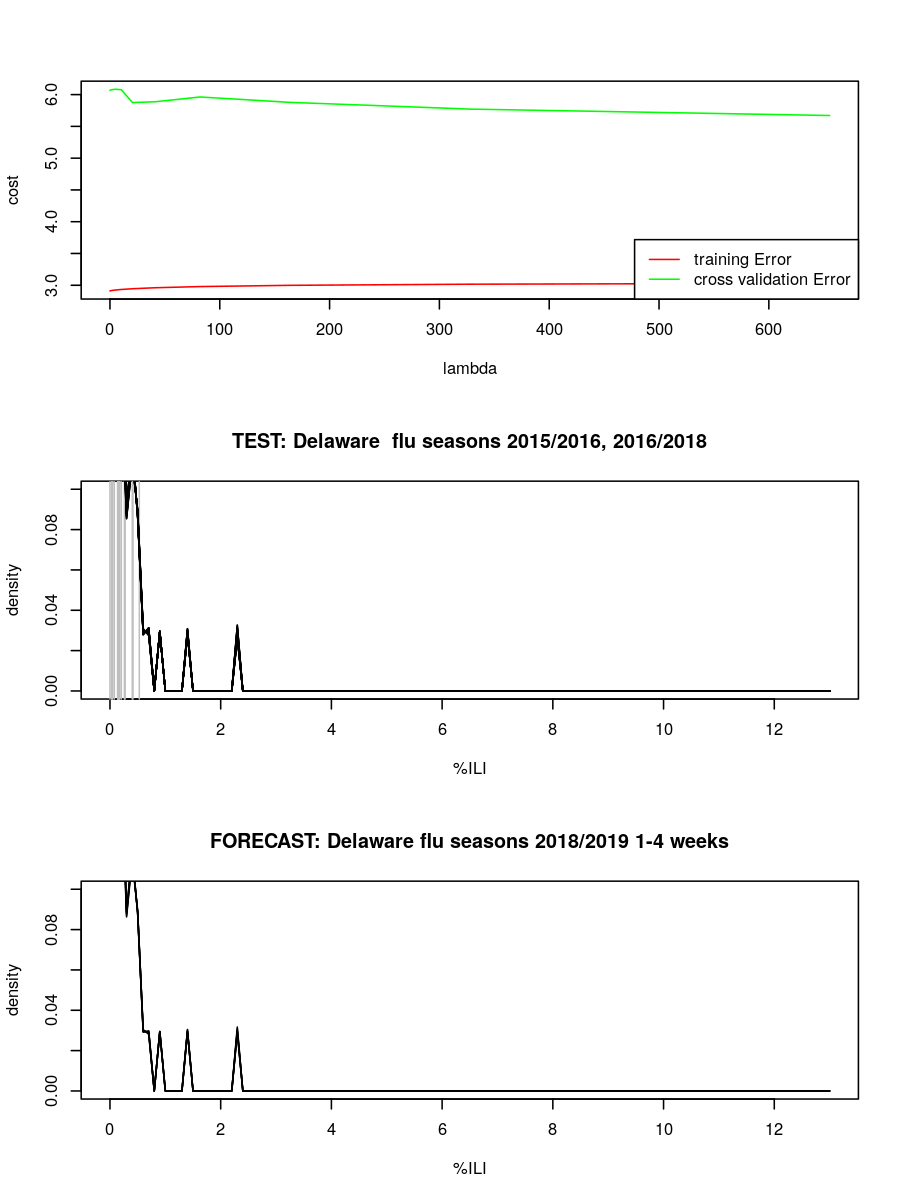 6.0
5.0
4.0
3.0
cost
training Error
cross validation Error
0 100 200 300 400 500 600
lambda
TEST: Delaware  flu seasons 2015/2016, 2016/2018
0.08
0.04
0.00
density
0 2 4 6 8 10 12
%ILI
FORECAST: Delaware flu seasons 2018/2019 1-4 weeks
0.08
0.04
0.00
density
0 2 4 6 8 10 12
%ILI